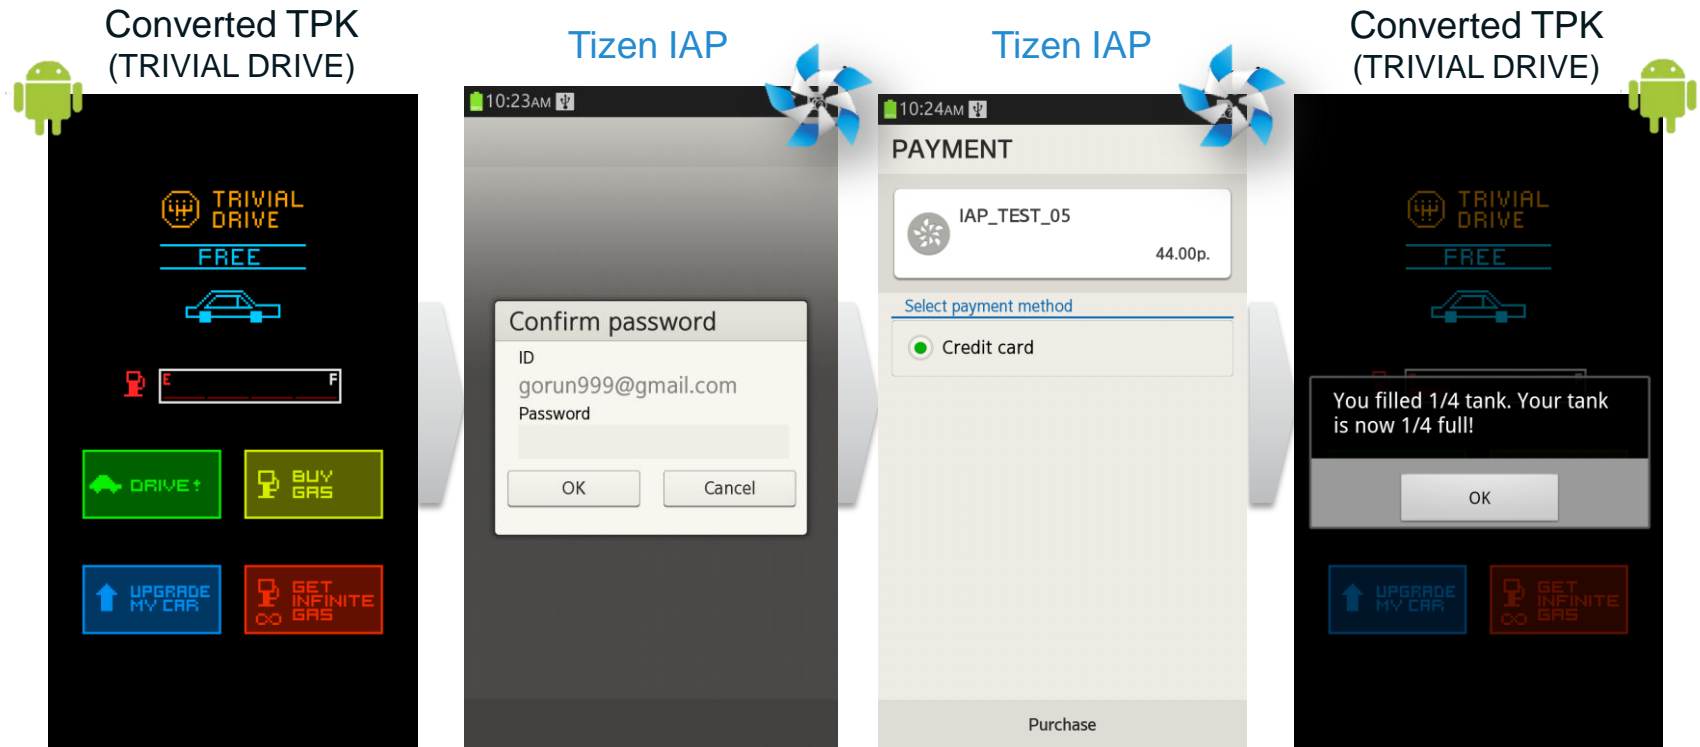 Converted TPK
(TRIVIAL DRIVE)
TRIVIAL
DRIVE
FREE
E F
DRIVE!
BUY
GAS
UPGRADE
MY CAR
GET
INFINITE
GAS
Tizen IAP
10:23AM
Confirm password
ID
gorun999@gmail.com
Password
OK Cancel
Tizen IAP
10:24AM
PAYMENT
IAP_TEST_05
44.00p.
Select payment method
Credit card
Purchase
Converted TPK
(TRIVIAL DRIVE)
TRIVIAL
DRIVE
FREE
You filled 1/4 tank. Your tank
is now 1/4 full!
OK
UPGRADE
MY CAR
GET
INFINITE
GAS